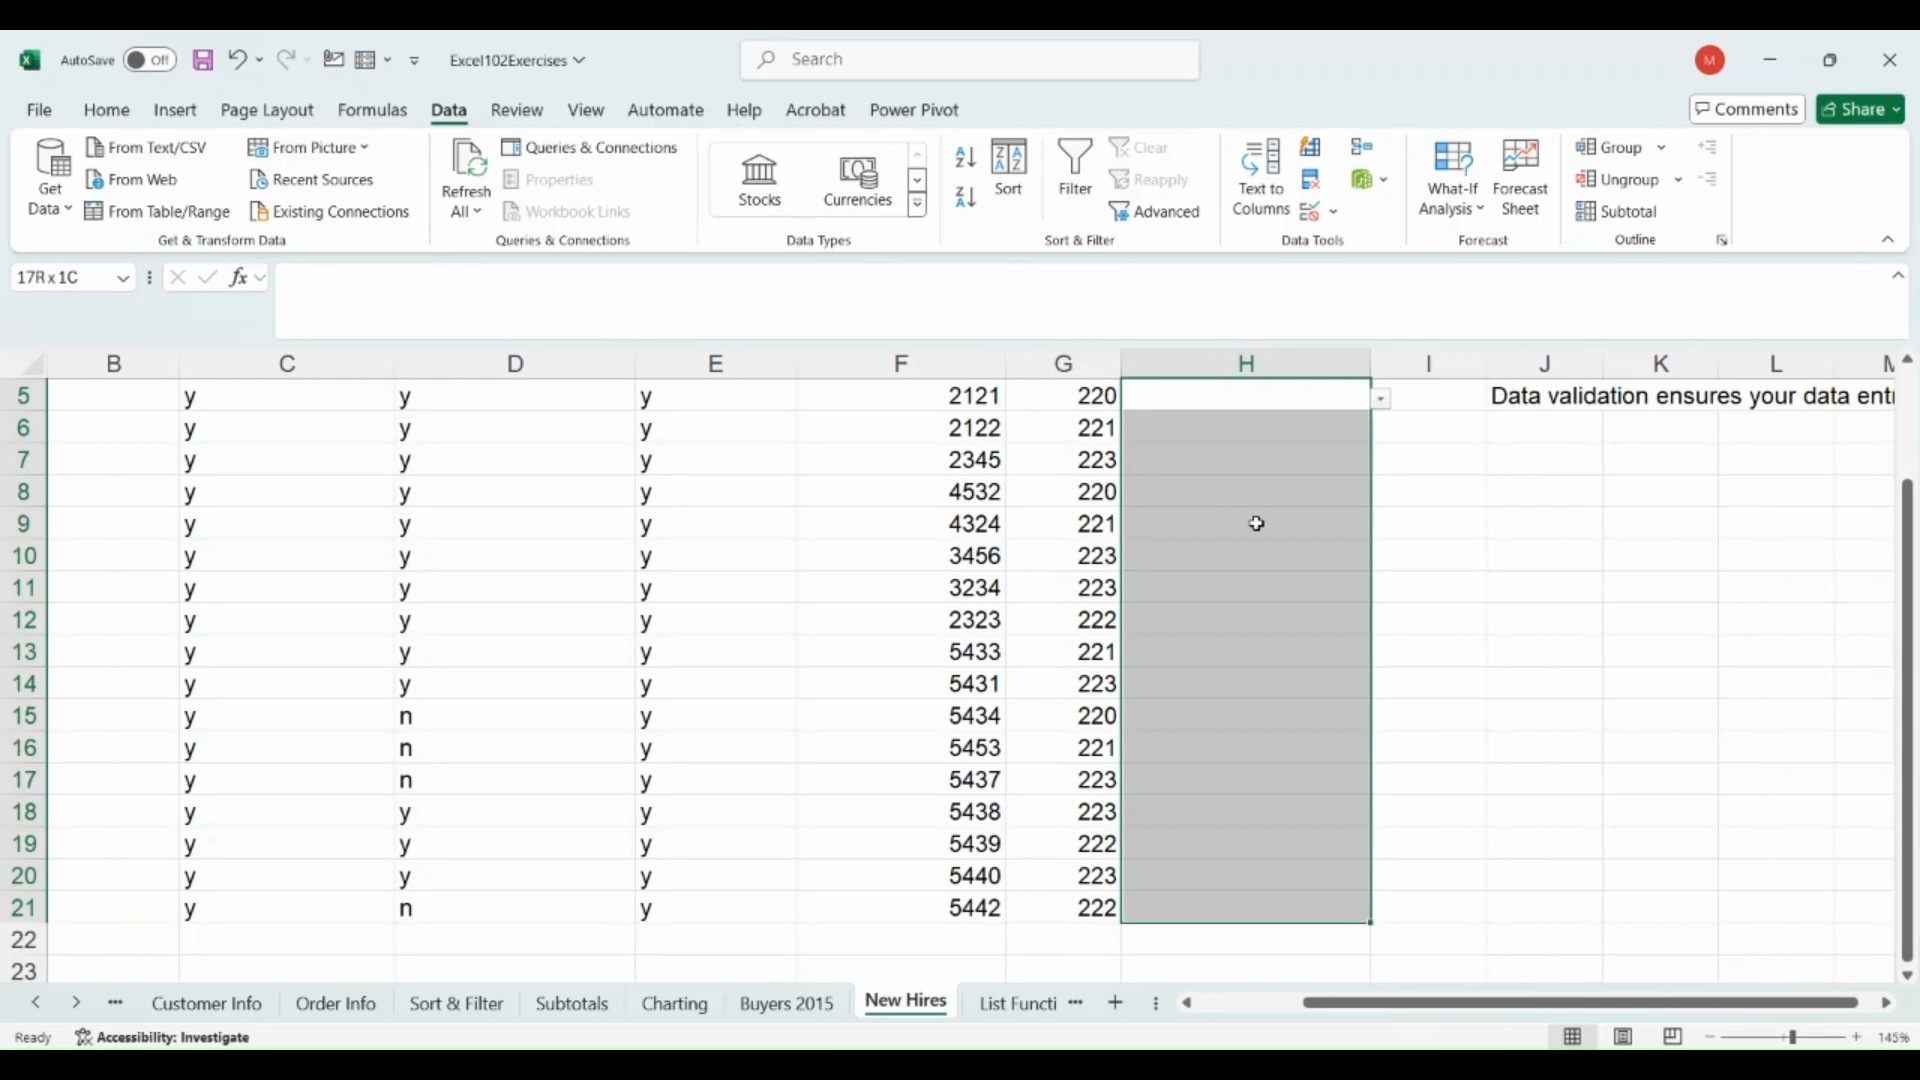 AutoSave Off Excel102Exercises Search M
File Home Insert Page Layout Formulas Data Review View Automate Help Acrobat Power Pivot Comments Share
Get Data From Text/CSV From Web From Table/Range From Picture Recent Sources Existing Connections
Refresh All Queries & Connections Properties Workbook Links
Stocks Currencies
Sort Filter Clear Reapply Advanced
Text to Columns
What-If Analysis Forecast Sheet
Group Ungroup Subtotal
Get & Transform Data Queries & Connections Data Types Sort & Filter Data Tools Forecast Outline
17R x 1C fx
B C D E F G H I J K L M
5 y y y 2121 220 Data validation ensures your data entr
6 y y y 2122 221
7 y y y 2345 223
8 y y y 4532 220
9 y y y 4324 221
10 y y y 3456 223
11 y y y 3234 223
12 y y y 2323 222
13 y y y 5433 221
14 y y y 5431 223
15 y n y 5434 220
16 y n y 5453 221
17 y n y 5437 223
18 y y y 5438 223
19 y y y 5439 222
20 y y y 5440 223
21 y n y 5442 222
22
23
Customer Info Order Info Sort & Filter Subtotals Charting Buyers 2015 New Hires List Functi
Ready Accessibility: Investigate 145%